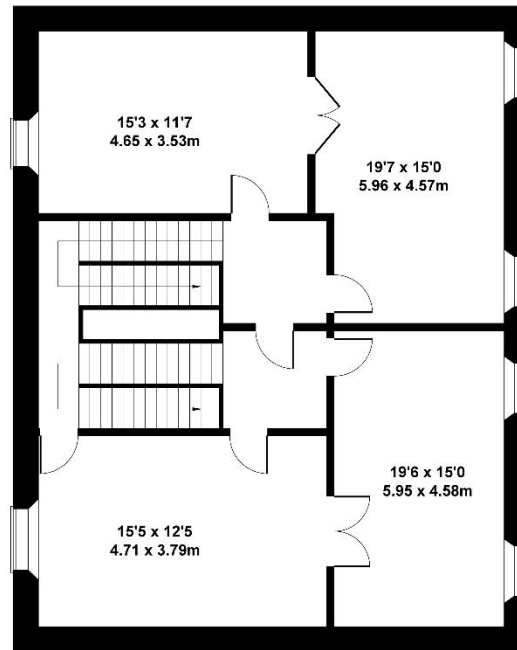 15'3 x 11'7
4.65 x 3.53m
19'7 x 15'0
5.96 x 4.57m
19'6 x 15'0
5.95 x 4.58m
15'5 x 12'5
4.71 x 3.79m